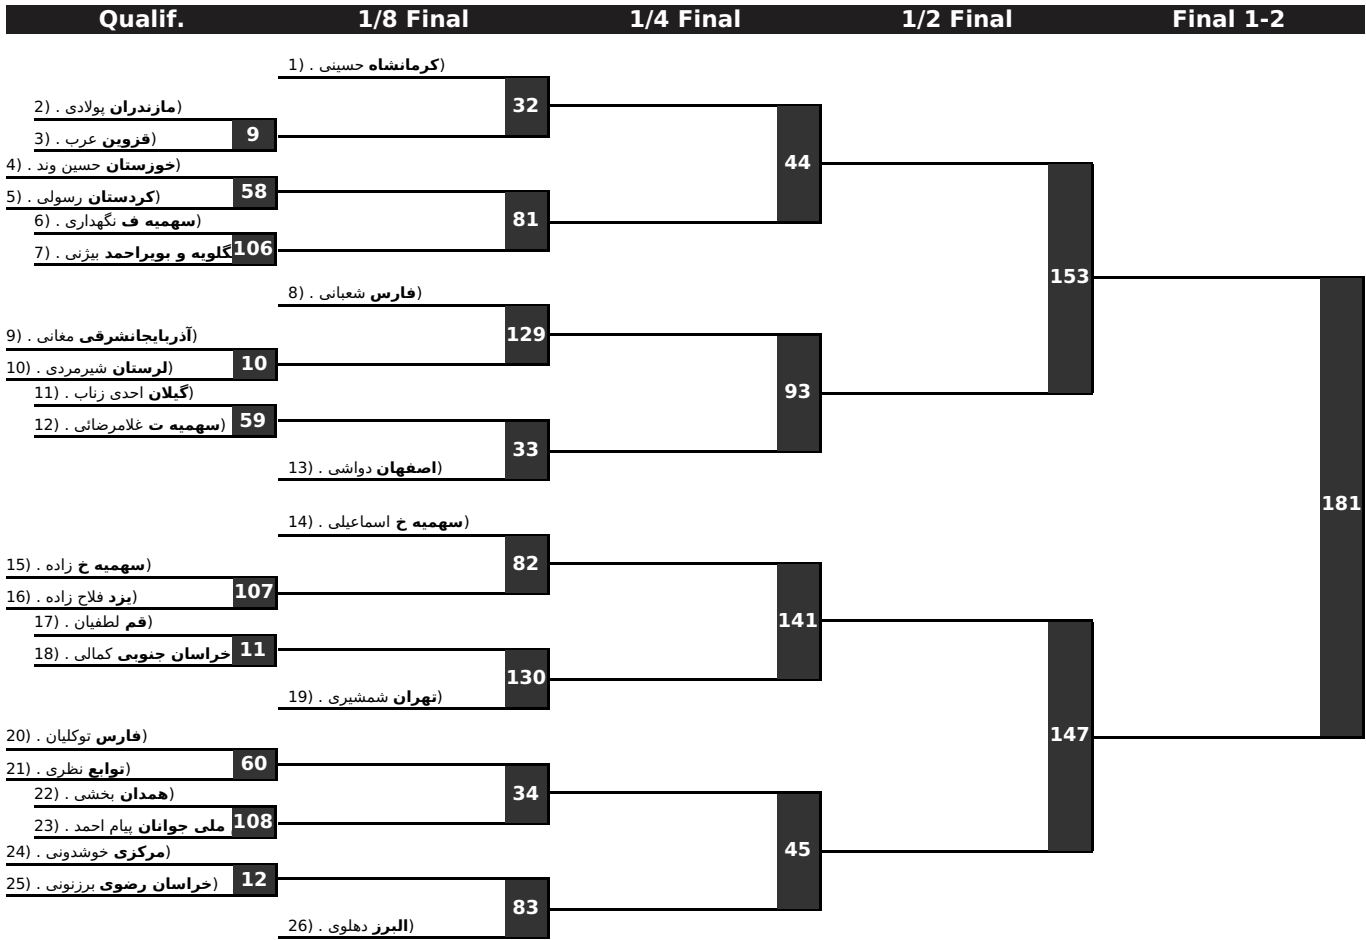 Qualif. 1/8 Final 1/4 Final 1/2 Final Final 1-2
1) . حسینی کرمانشاه)
32
2) . پولادی مازندران)
9
3) . عرب قزوین)
44
4) . حسین وند خوزستان)
58
5) . رسولی کردستان)
81
6) . نگهداری سهمیه ف)
106
7) . بیژنی گلویه و بویراحمد
153
8) . شعبانی فارس)
129
9) . مغانی آذربایجانشرقی)
10
10) . شیرمردی لرستان)
93
11) . احدی زناب گیلان)
59
12) . غلامرضائی سهمیه ت)
33
13) . دواشی اصفهان)
181
14) . اسماعیلی سهمیه خ)
82
15) . زاده سهمیه خ)
107
16) . فلاح زاده یزد)
141
17) . لطفیان قم)
11
18) . کمالی خراسان جنوبی
130
19) . شمشیری تهران)
147
20) . توکلیان فارس)
60
21) . نظری توابع)
34
22) . بخشی همدان)
108
23) . پیام احمد ملی جوانان
45
24) . خوشدونی مرکزی)
12
25) . برزنونی خراسان رضوی)
83
26) . دهلوی البرز)